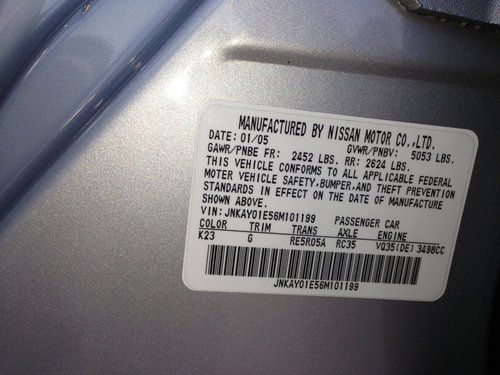 MANUFACTURED BY NISSAN MOTOR CO.,LTD.
DATE: 01/05 GVWR/PNBV: 5053 LBS.
GAWR/PNBE FR: 2452 LBS. RR: 2624 LBS.
THIS VEHICLE CONFORMS TO ALL APPLICABLE FEDERAL
MOTOR VEHICLE SAFETY,BUMPER,AND THEFT PREVENTION
STANDARDS IN EFFECT ON THE DATE OF MANUFACTURE
SHOWN ABOVE.
VIN: JNKAY01E56M101199 PASSENGER CAR
COLOR TRIM TRANS AXLE ENGINE
K23 G RE5R05A RC35 VQ35(DE) 3498CC
JNKAY01E56M101199